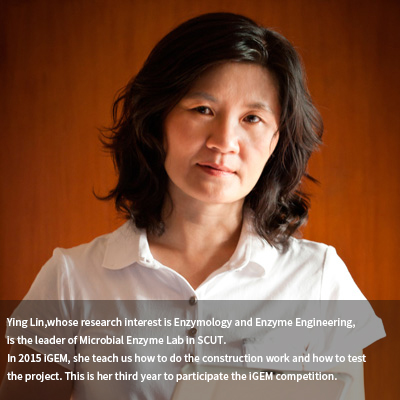 Ying Lin,whose research interest is Enzymology and Enzyme Engineering,
is the leader of Microbial Enzyme Lab in SCUT.
In 2015 iGEM, she teach us how to do the construction work and how to test
the project. This is her third year to participate the iGEM competition.